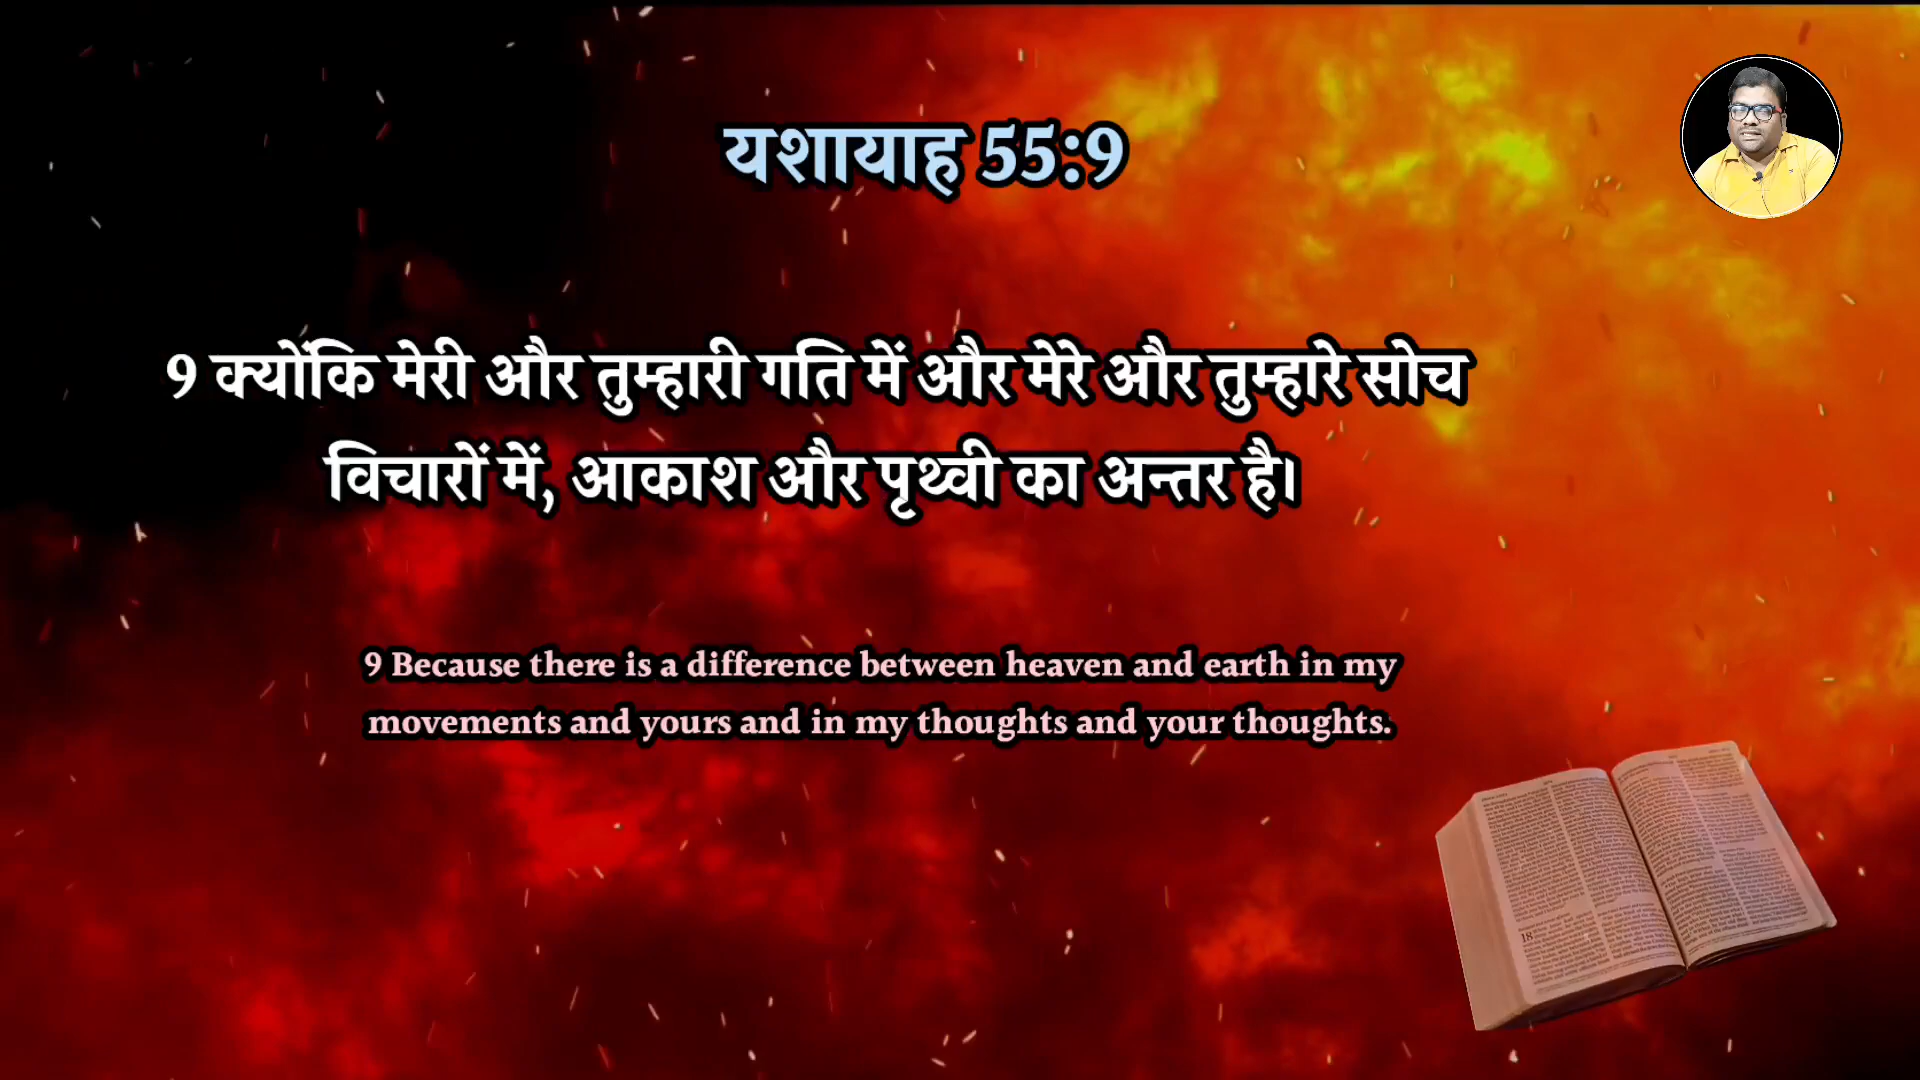 यशायाह 55:9
9 क्योंकि मेरी और तुम्हारी गति में और मेरे और तुम्हारे सोच
विचारों में, आकाश और पृथ्वी का अन्तर है।
9 Because there is a difference between heaven and earth in my
movements and yours and in my thoughts and your thoughts.
18